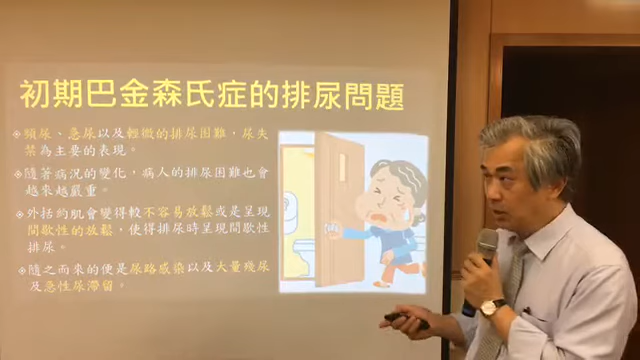 初期巴金森氏症的排尿問題
頻尿、急尿以及輕微的排尿困難，尿失
禁為主要的表現。
隨著病況的變化，病人的排尿困難也會
越來越嚴重。
外括約肌會變得較不容易放鬆或是呈現
間歇性的放鬆，使得排尿時呈現間歇性
排尿。
隨之而來的便是尿路感染以及大量殘尿
及急性尿滯留。